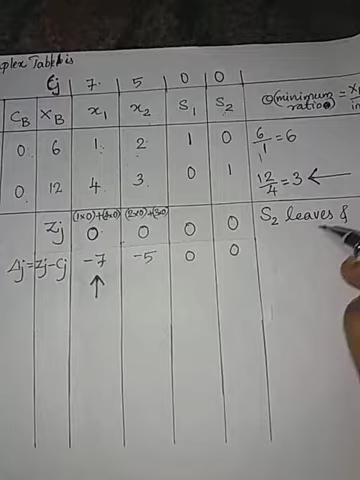 plex Table is
Cj 7 5 0 0
CB XB x1 x2 S1 S2 (minimum ratio)=
0 6 1 2 1 0 6/1=6
0 12 4 3 0 1 12/4=3 ←
(1×0)+(4×0) (2×0)+(3×0)
Zj 0 0 0 0 S2 leaves &
Δj=Zj-Cj -7 -5 0 0
↑